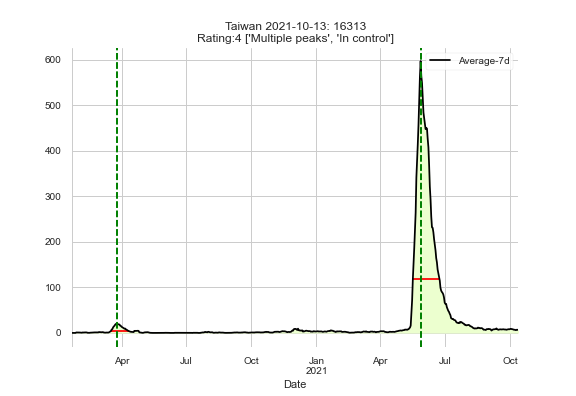 Taiwan 2021-10-13: 16313
Rating:4 ['Multiple peaks', 'In control']
Average-7d
600
500
400
300
200
100
0
Apr Jul Oct Jan Apr Jul Oct
2021
Date